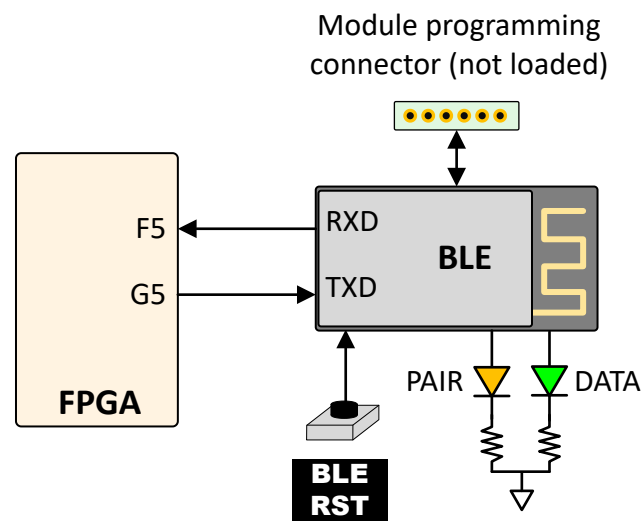 Module programming
connector (not loaded)
F5
RXD
BLE
G5
TXD
FPGA
PAIR
DATA
BLE
RST